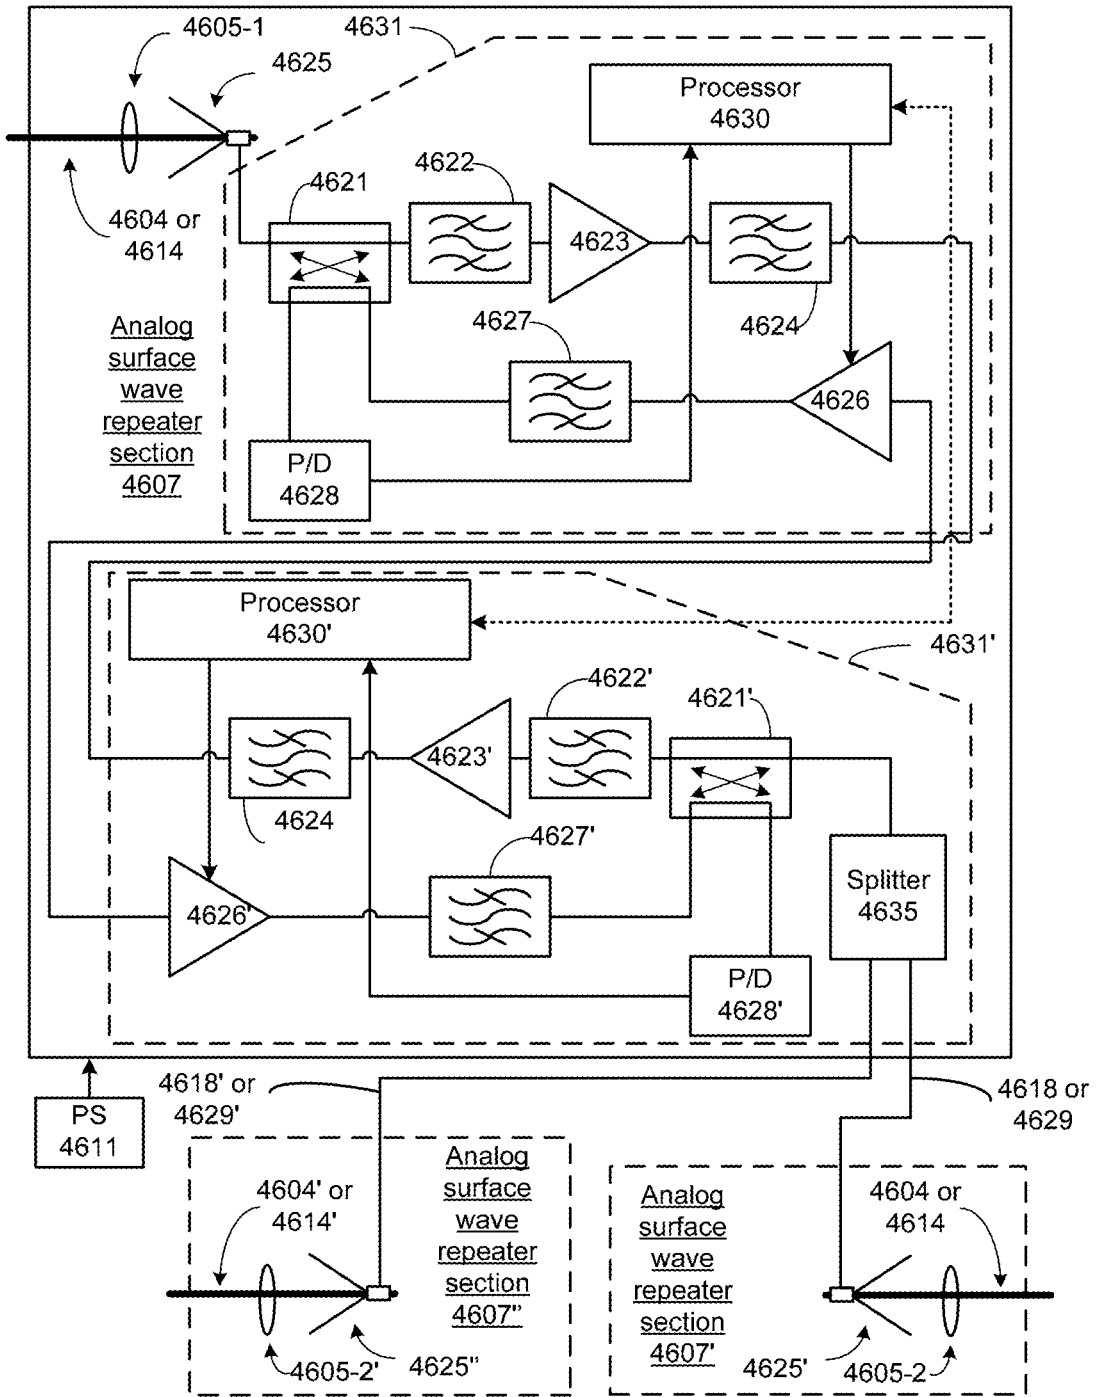 4605-1
4631
4625
Processor
4630
4622
4621
4604 or
4614
4623
4627
4624
Analog
surface
wave
repeater
section
4607
4626
P/D
4628
Processor
4630'
4631'
4622'
4621'
4623'
4624
4627'
Splitter
4635
4626'
P/D
4628'
4618' or
4629'
4618 or
4629
PS
4611
Analog
surface
wave
repeater
section
4607''
4604' or
4614'
4605-2'
4625''
Analog
surface
wave
repeater
section
4607'
4604 or
4614
4625'
4605-2